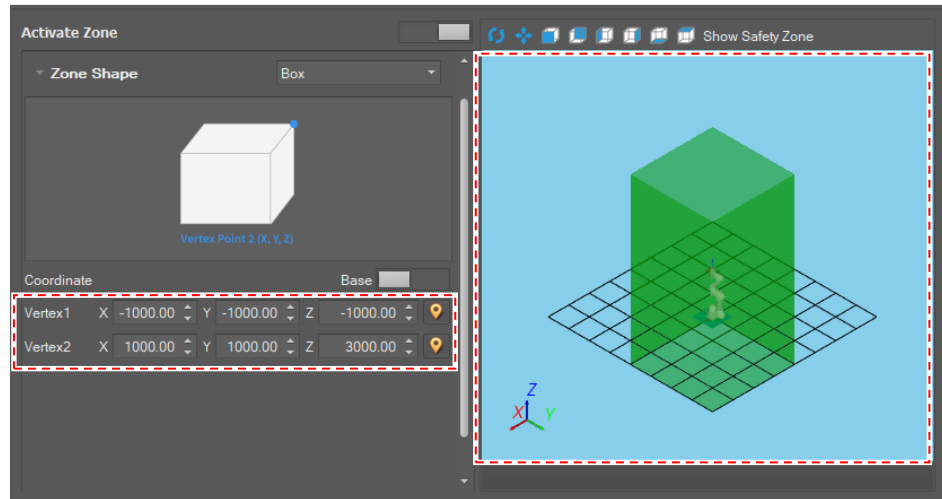 Activate Zone
Show Safety Zone
Zone Shape Box
Vertex Point 2 (X, Y, Z)
Coordinate Base
Vertex1 X -1000.00 Y -1000.00 Z -1000.00
Vertex2 X 1000.00 Y 1000.00 Z 3000.00
Z
X
Y